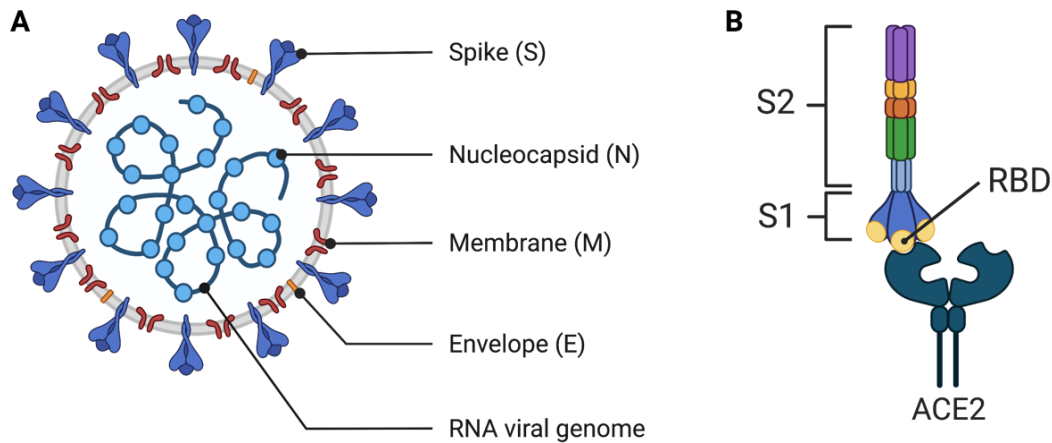 A
Spike (S)
Nucleocapsid (N)
Membrane (M)
Envelope (E)
RNA viral genome
B
S2
S1
RBD
ACE2